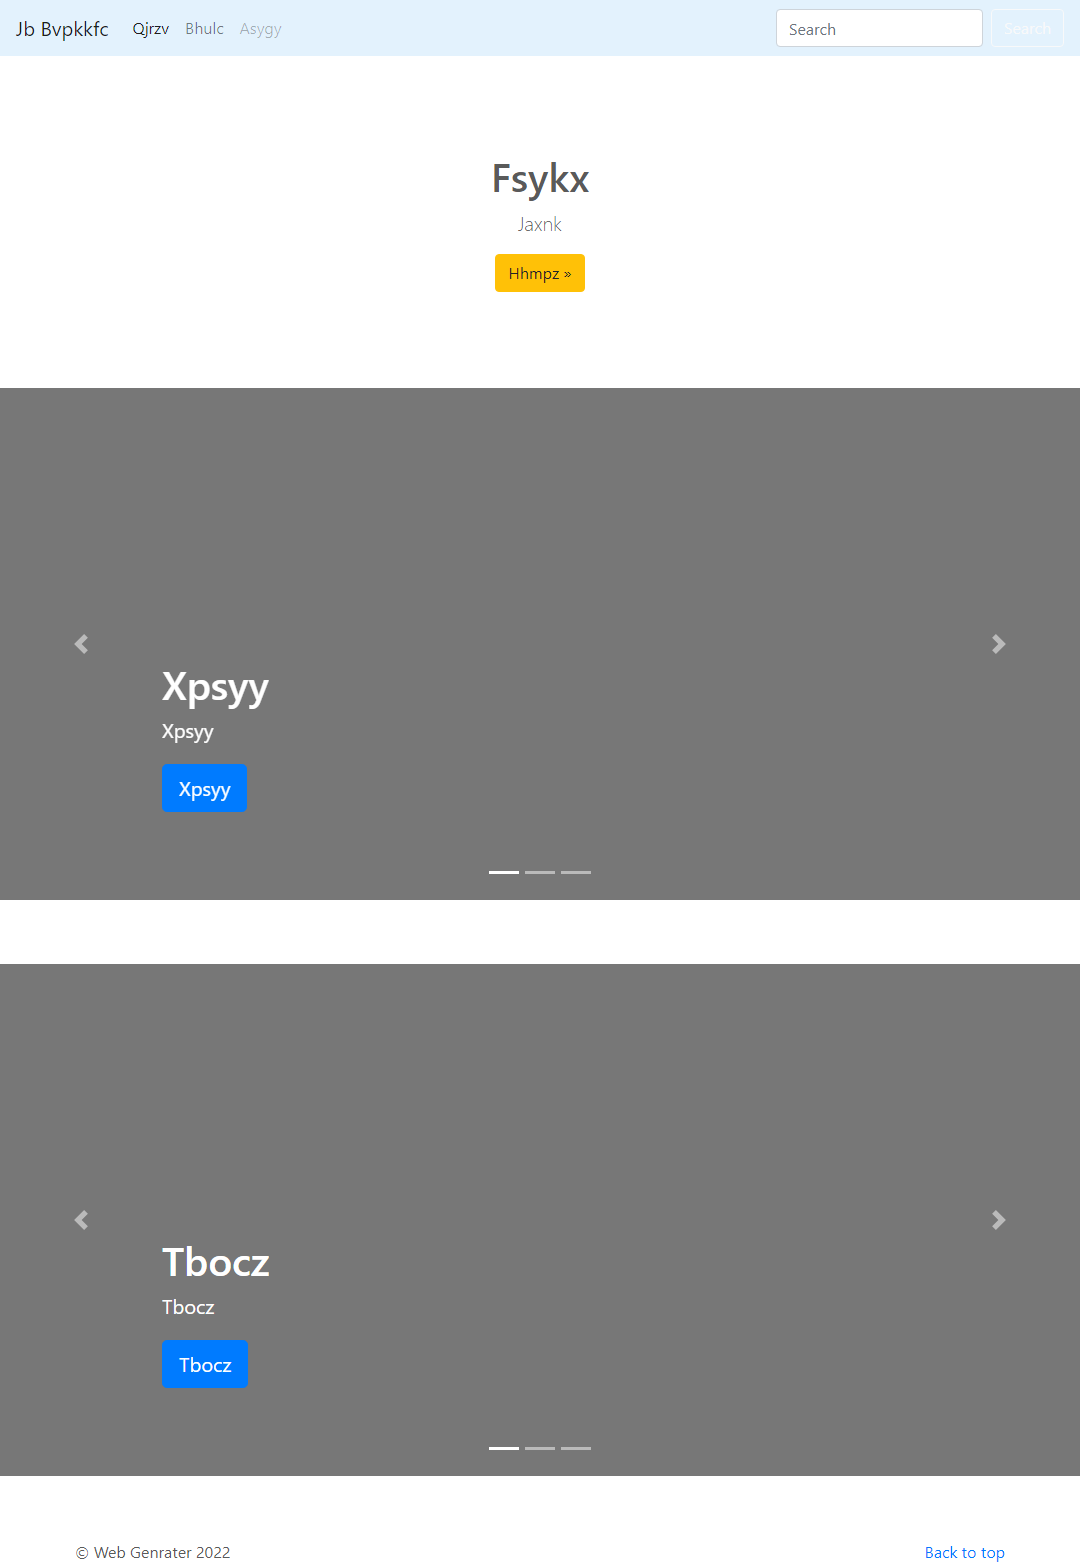 Jb Bvpkkfc Qjrzv Bhulc Asygy Search Search
Fsykx
Jaxnk
Hhmpz »
Xpsyy
Xpsyy
Xpsyy
Tbocz
Tbocz
Tbocz
© Web Genrater 2022 Back to top